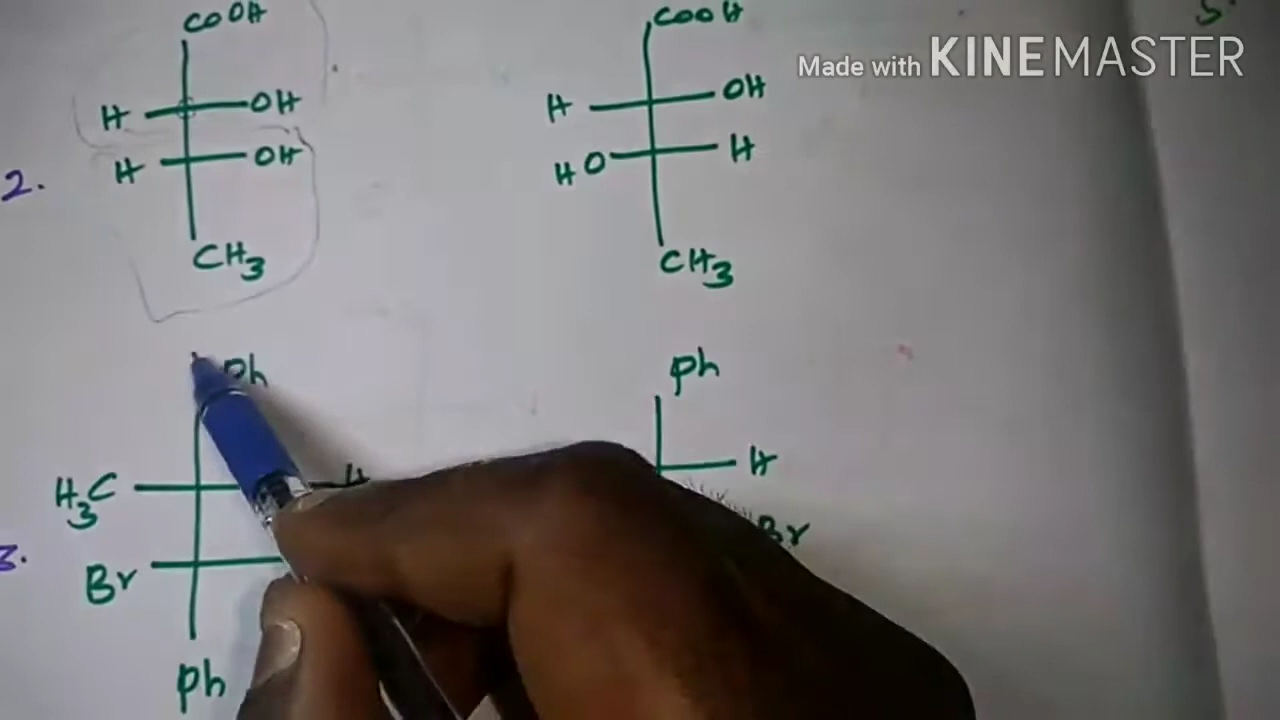 COOH COOH
Made with KINEMASTER
H OH H OH
H OH HO H
2.
CH3 CH3
Ph Ph
H3C H H
3.
Br Br
Ph